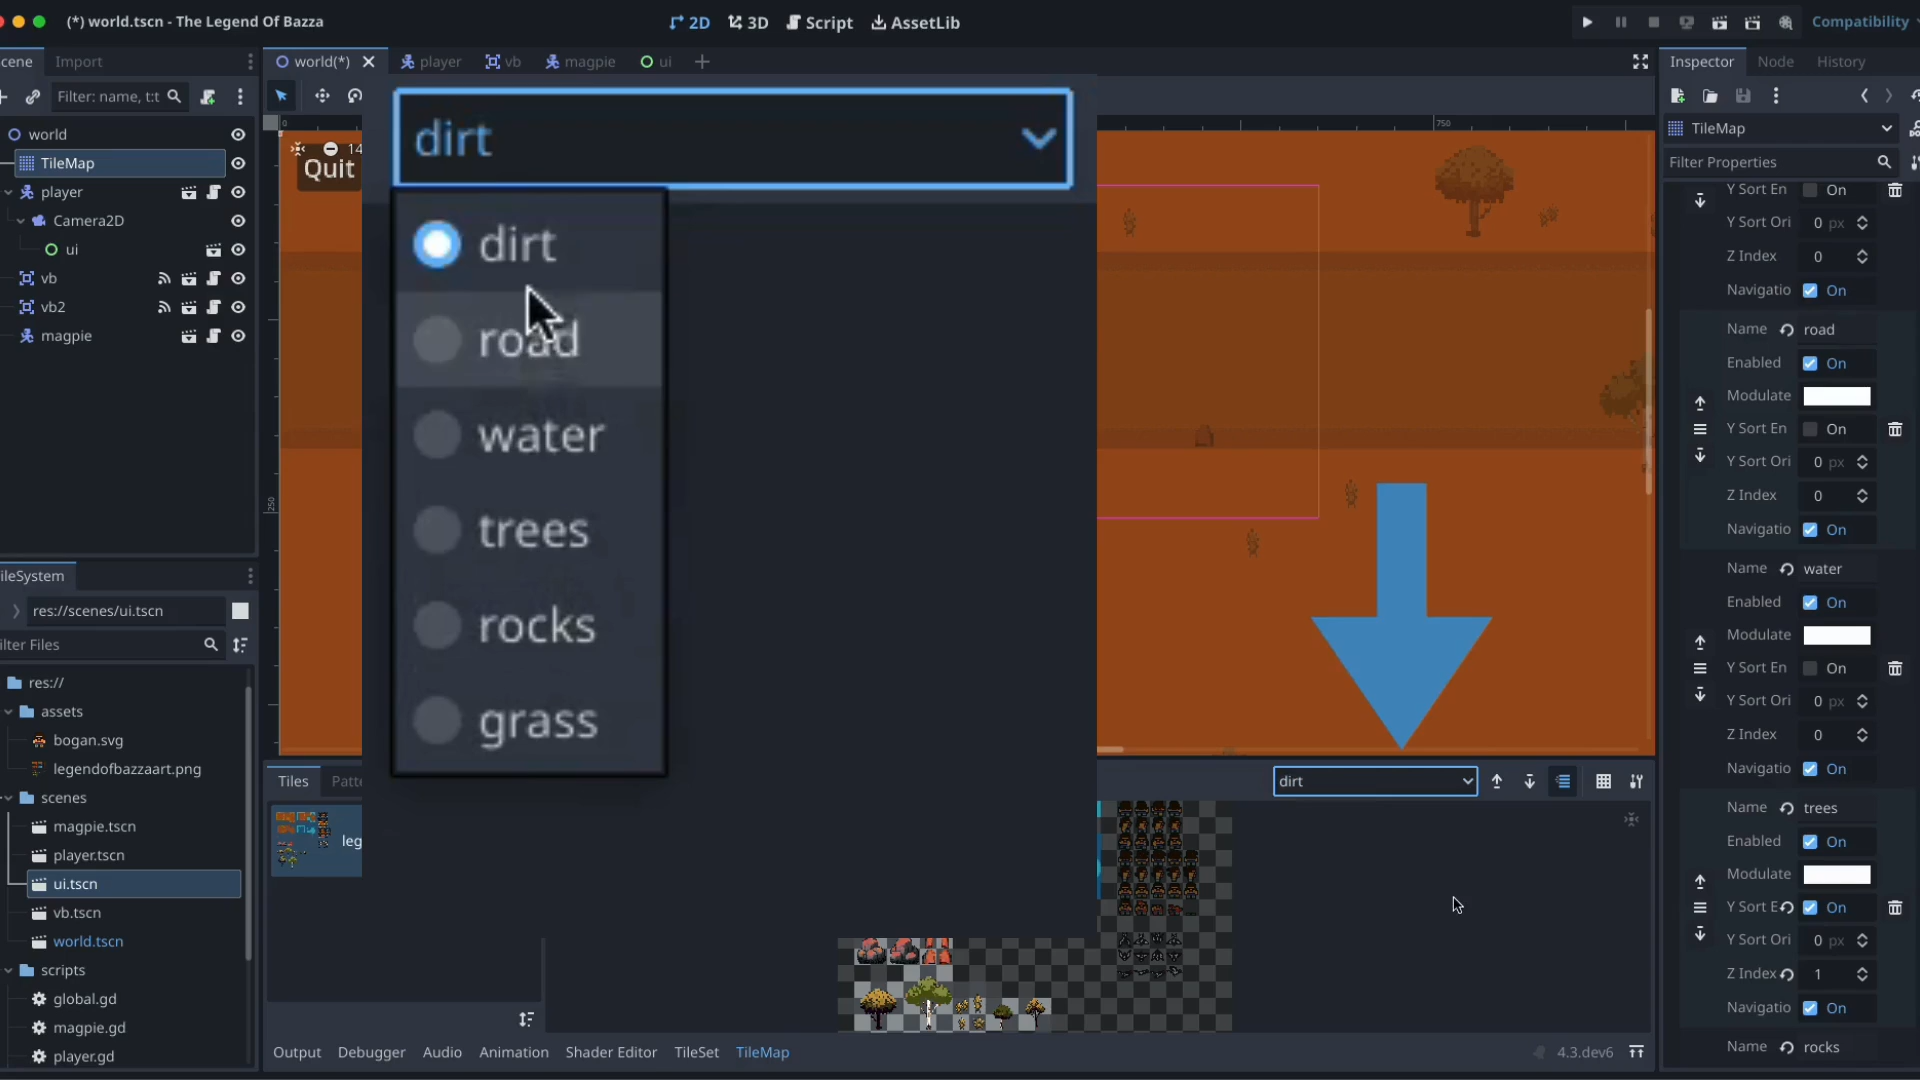 (*) world.tscn - The Legend Of Bazza
2D
3D
Script
AssetLib
Compatibility
cene
Import
world(*)
player
vb
magpie
ui
Inspector
Node
History
Filter: name, t:t
world
TileMap
player
Camera2D
ui
vb
vb2
magpie
0
750
250
14
Quit
dirt
dirt
road
water
trees
rocks
grass
ileSystem
res://scenes/ui.tscn
ilter Files
res://
assets
bogan.svg
legendofbazzaart.png
scenes
magpie.tscn
player.tscn
ui.tscn
vb.tscn
world.tscn
scripts
global.gd
magpie.gd
player.gd
Tiles
Patte
leg
dirt
Output
Debugger
Audio
Animation
Shader Editor
TileSet
TileMap
4.3.dev6
TileMap
Filter Properties
Y Sort En On
Y Sort Ori 0 px
Z Index 0
Navigatio On
Name road
Enabled On
Modulate
Y Sort En On
Y Sort Ori 0 px
Z Index 0
Navigatio On
Name water
Enabled On
Modulate
Y Sort En On
Y Sort Ori 0 px
Z Index 0
Navigatio On
Name trees
Enabled On
Modulate
Y Sort E On
Y Sort Ori 0 px
Z Index 1
Navigatio On
Name rocks